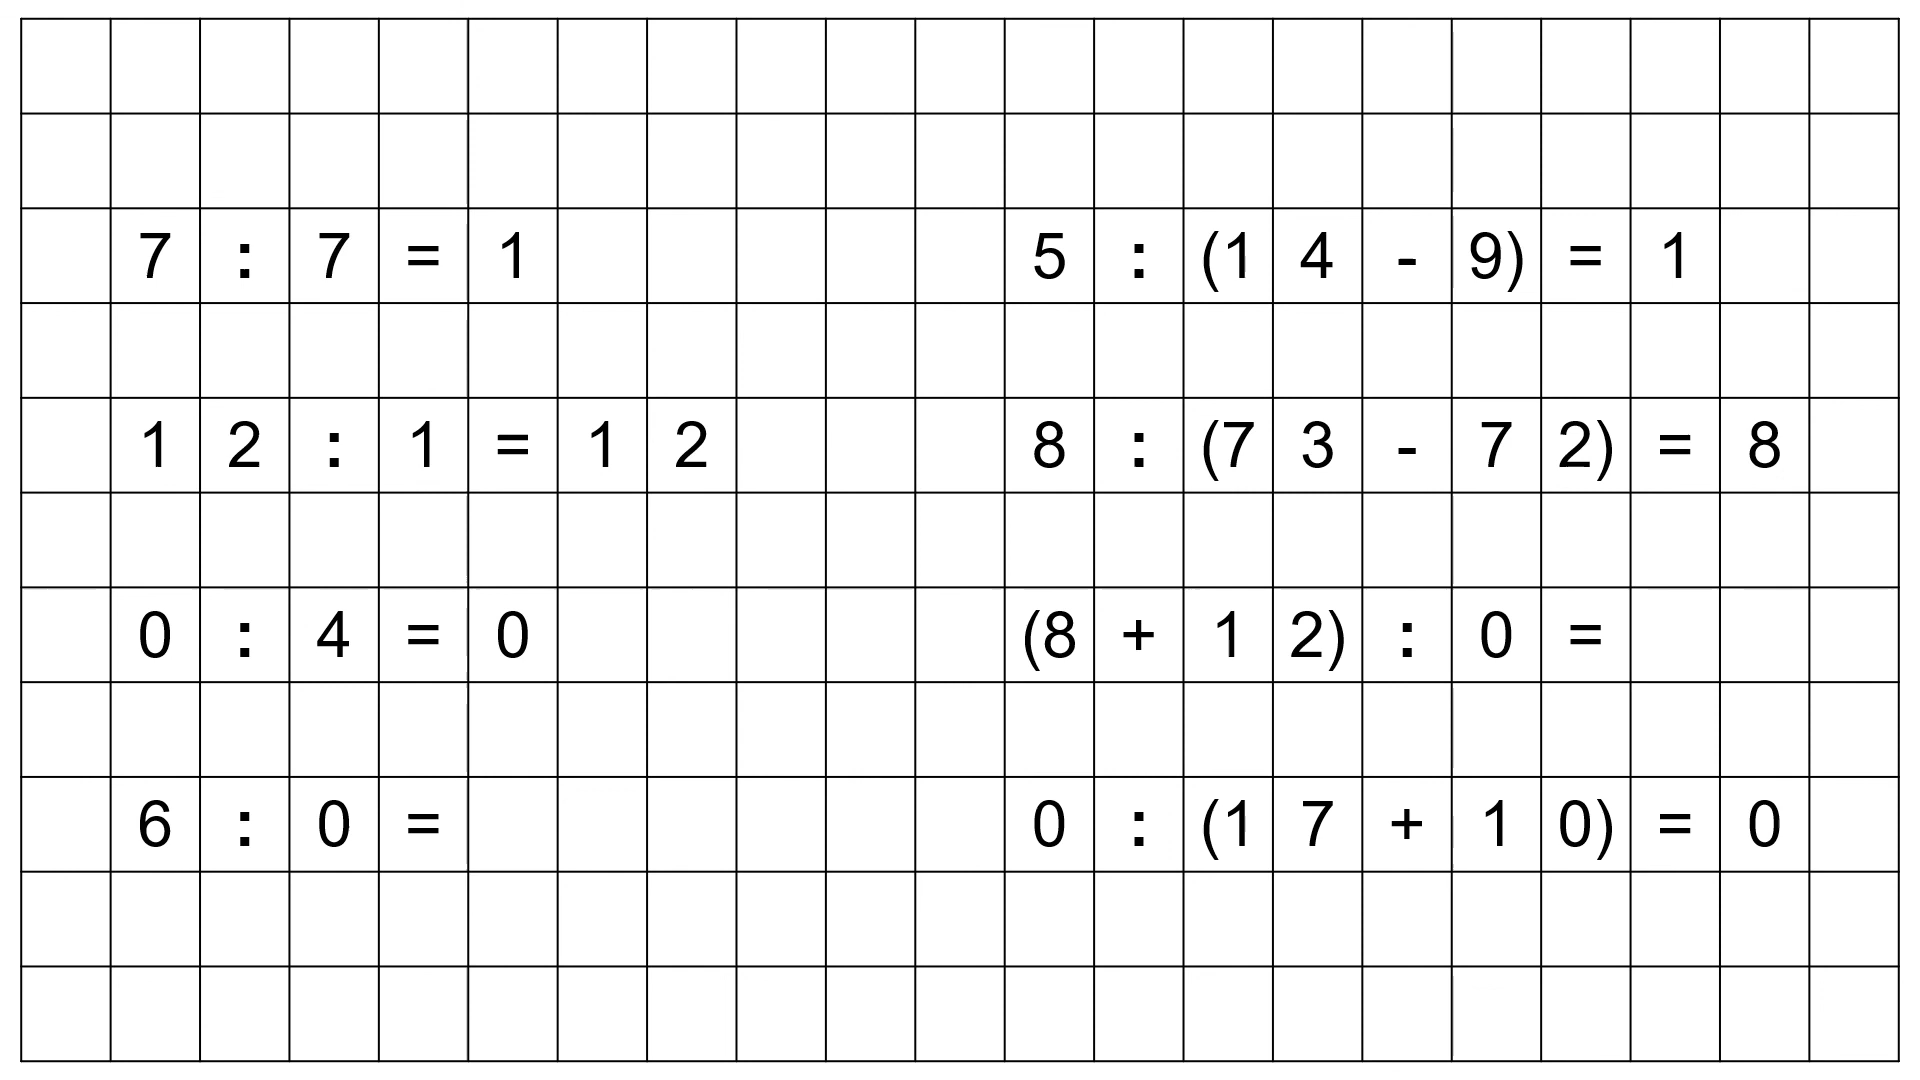 7 : 7 = 1
12 : 1 = 12
0 : 4 = 0
6 : 0 =
5 : (14 - 9) = 1
8 : (73 - 72) = 8
(8 + 12) : 0 =
0 : (17 + 10) = 0